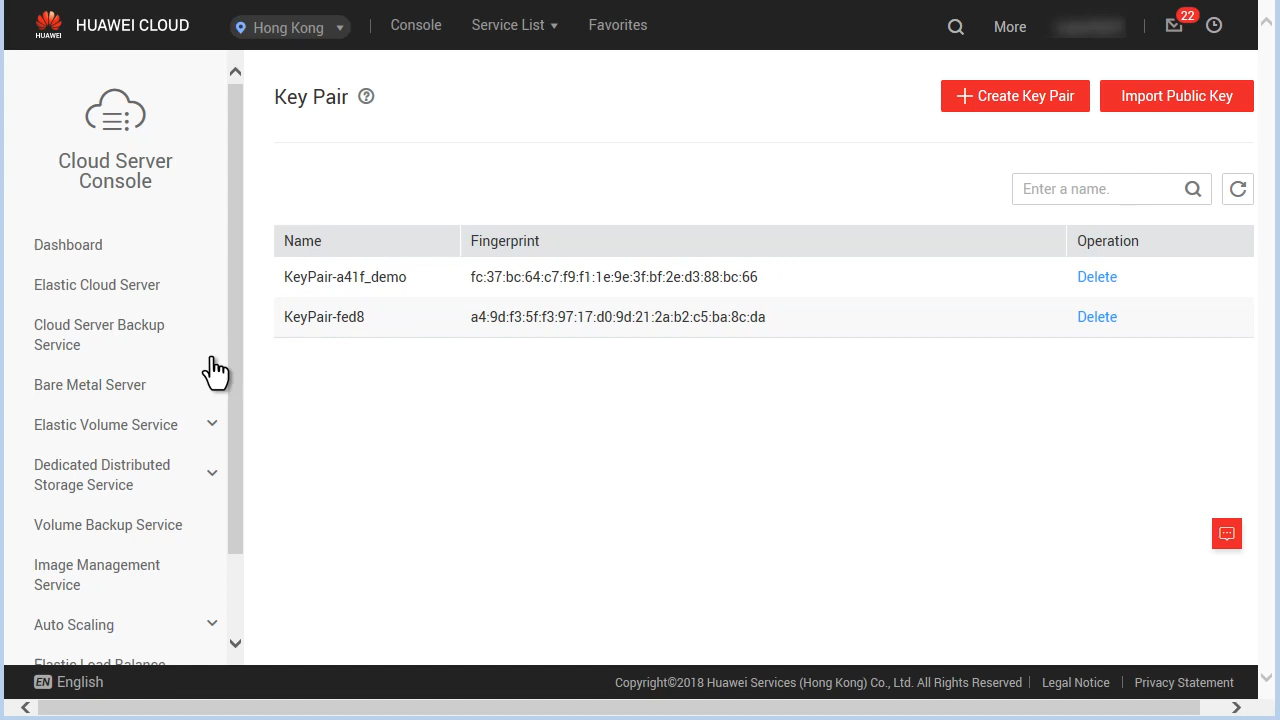 HUAWEI
HUAWEI CLOUD
Hong Kong
Console
Service List
Favorites
More
22
Cloud Server
Console
Dashboard
Elastic Cloud Server
Cloud Server Backup
Service
Bare Metal Server
Elastic Volume Service
Dedicated Distributed
Storage Service
Volume Backup Service
Image Management
Service
Auto Scaling
Elastic Load Balance
Key Pair ?
+ Create Key Pair
Import Public Key
Enter a name.
Name Fingerprint Operation
KeyPair-a41f_demo fc:37:bc:64:c7:f9:f1:1e:9e:3f:bf:2e:d3:88:bc:66 Delete
KeyPair-fed8 a4:9d:f3:5f:f3:97:17:d0:9d:21:2a:b2:c5:ba:8c:da Delete
EN English
Copyright©2018 Huawei Services (Hong Kong) Co., Ltd. All Rights Reserved
Legal Notice
Privacy Statement